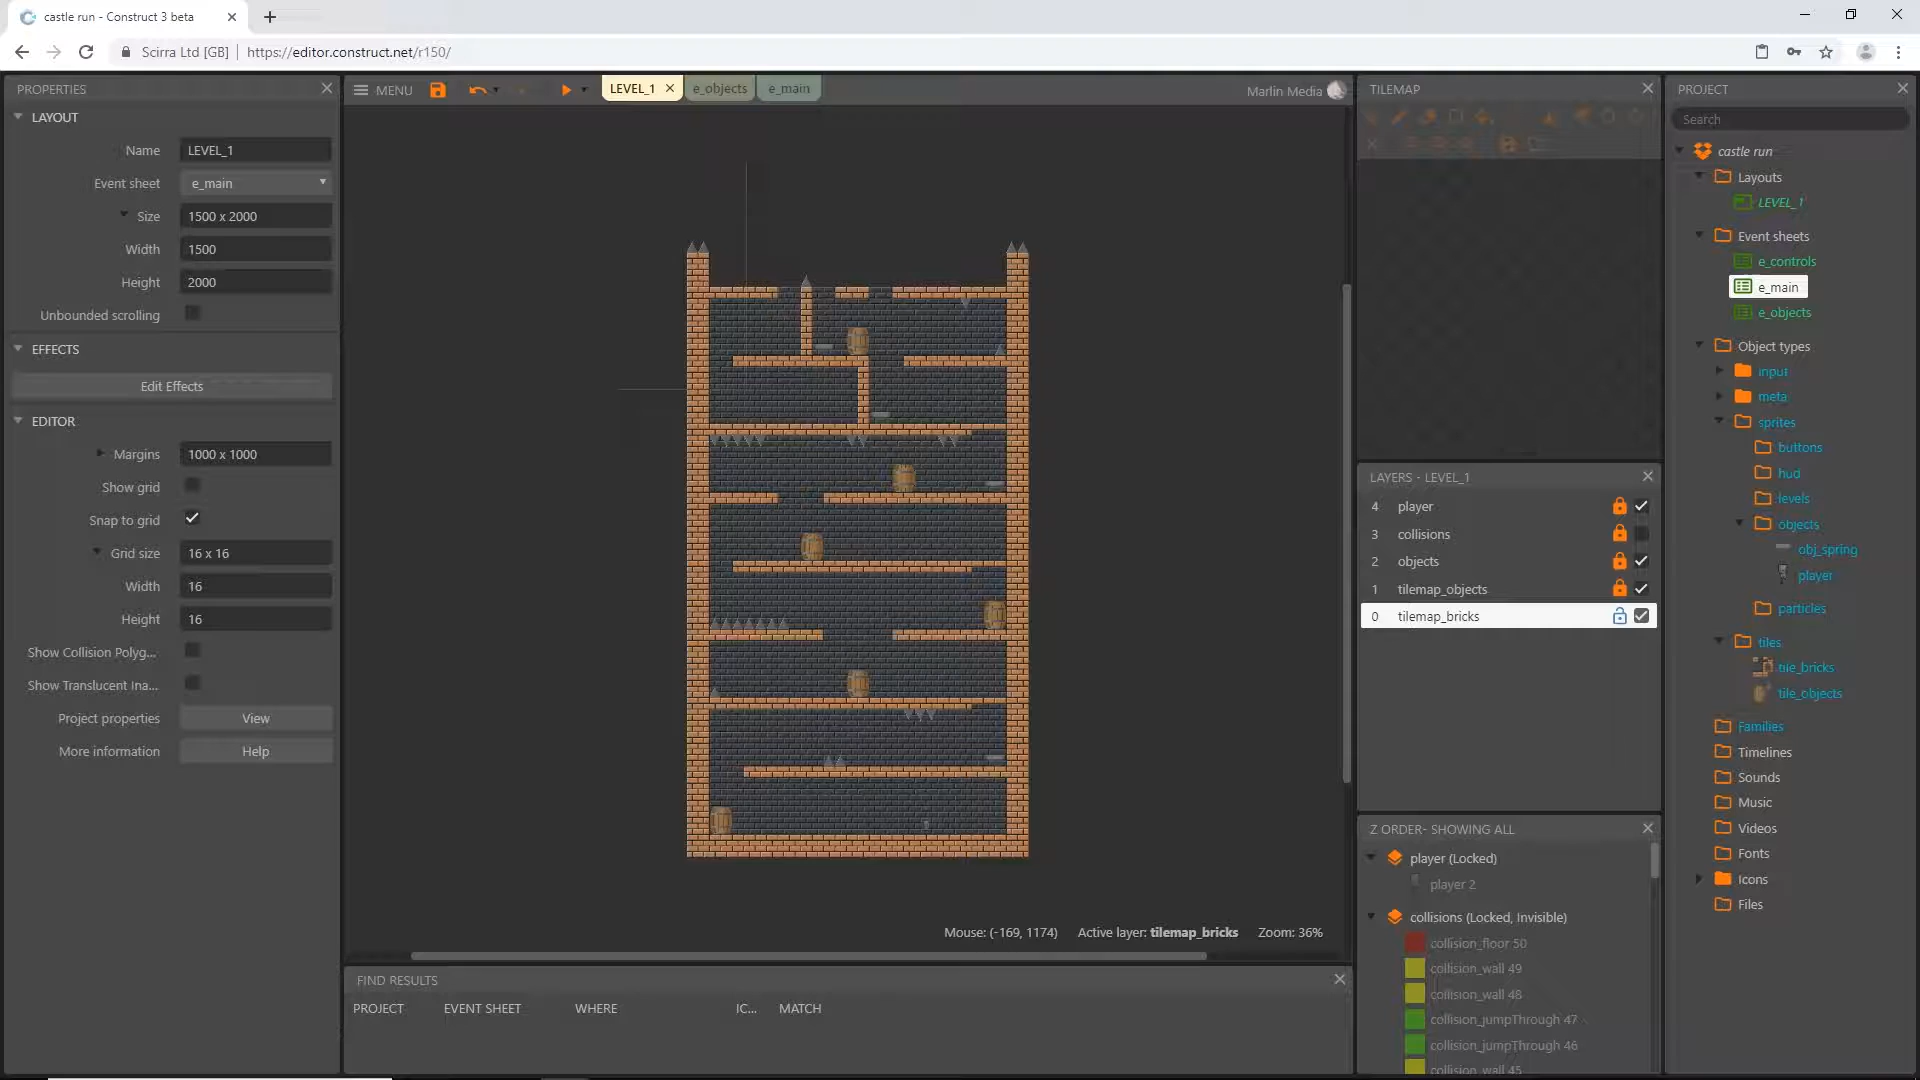 castle run - Construct 3 beta
Scirra Ltd [GB]
https://editor.construct.net/r150/
PROPERTIES
LAYOUT
Name LEVEL_1
Event sheet e_main
Size 1500 x 2000
Width 1500
Height 2000
Unbounded scrolling
EFFECTS
Edit Effects
EDITOR
Margins 1000 x 1000
Show grid
Snap to grid
Grid size 16 x 16
Width 16
Height 16
Show Collision Polyg...
Show Translucent Ina...
Project properties View
More information Help
MENU
LEVEL_1
e_objects
e_main
Marlin Media
Mouse: (-169, 1174) Active layer: tilemap_bricks Zoom: 36%
FIND RESULTS
PROJECT EVENT SHEET WHERE IC... MATCH
TILEMAP
LAYERS - LEVEL_1
4 player
3 collisions
2 objects
1 tilemap_objects
0 tilemap_bricks
Z ORDER- SHOWING ALL
player (Locked)
player 2
collisions (Locked, Invisible)
collision_floor 50
collision_wall 49
collision_wall 48
collision_jumpThrough 47
collision_jumpThrough 46
collision_wall 45
PROJECT
Search
castle run
Layouts
LEVEL_1
Event sheets
e_controls
e_main
e_objects
Object types
input
meta
sprites
buttons
hud
levels
objects
obj_spring
player
particles
tiles
tile_bricks
tile_objects
Families
Timelines
Sounds
Music
Videos
Fonts
Icons
Files